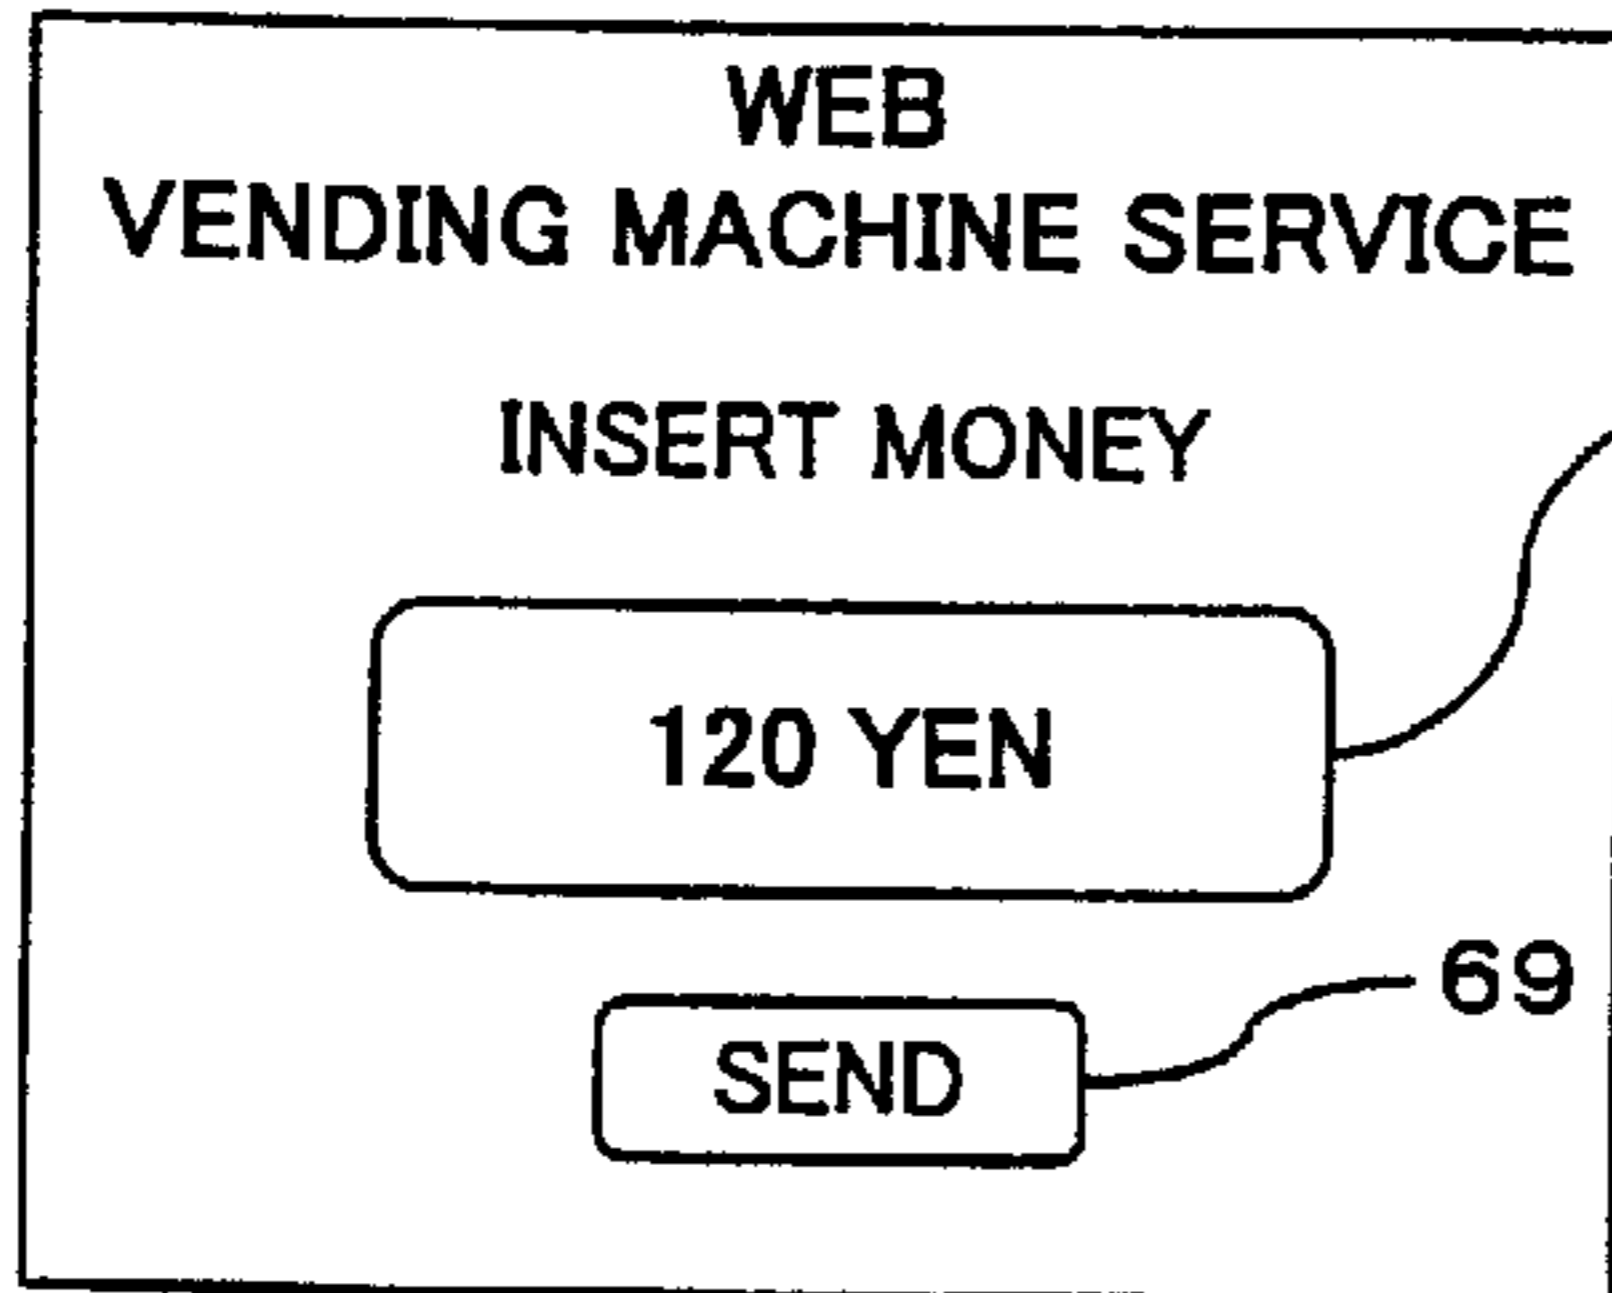 WEB
VENDING MACHINE SERVICE
INSERT MONEY
120 YEN
69
SEND